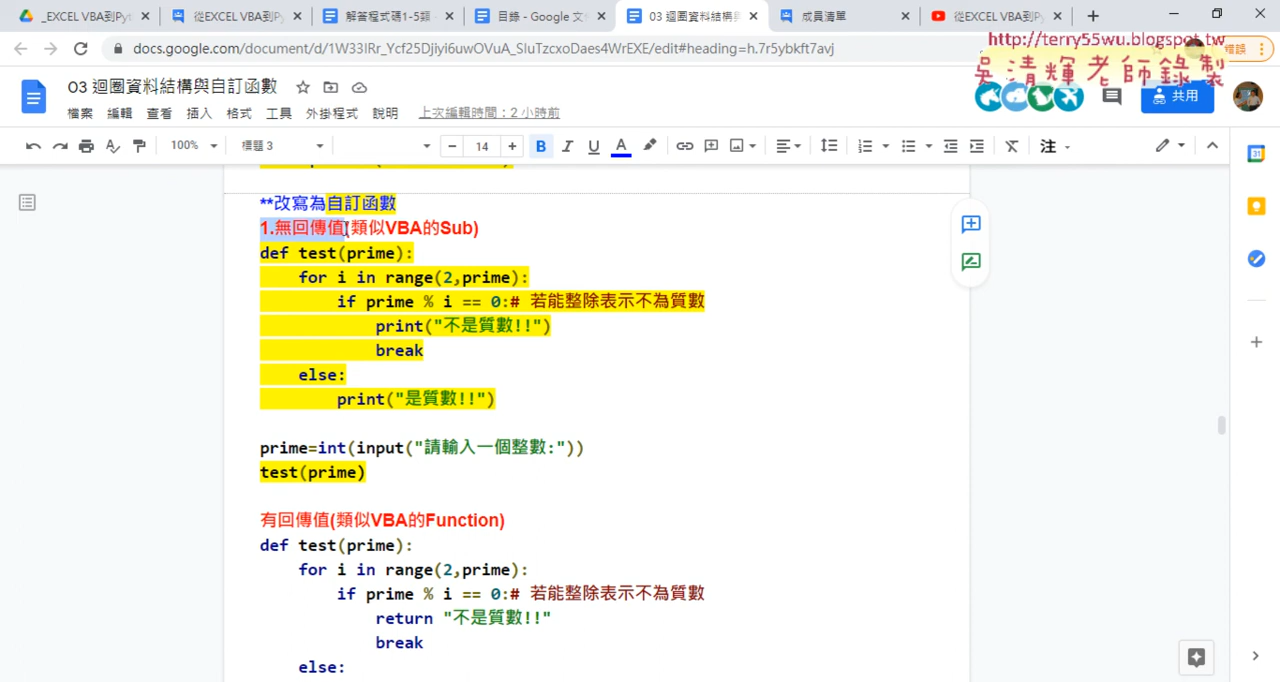 _EXCEL VBA到Pyt
從EXCEL VBA到Py
解答程式碼1-5類 -
目錄 - Google 文
03 迴圈資料結構與
成員清單
從EXCEL VBA到Py
docs.google.com/document/d/1W33IRr_Ycf25Djiyi6uwOVuA_SIuTzcxoDaes4WrEXE/edit#heading=h.7r5ybkft7avj
http://terry55wu.blogspot.tw
吳清輝老師錄製
03 迴圈資料結構與自訂函數
檔案 編輯 查看 插入 格式 工具 外掛程式 說明 上次編輯時間：2 小時前
共用
100% 標題 3 14 B I U A 注
**改寫為自訂函數
1.無回傳值(類似VBA的Sub)
def test(prime):
for i in range(2,prime):
if prime % i == 0:# 若能整除表示不為質數
print("不是質數!!")
break
else:
print("是質數!!")
prime=int(input("請輸入一個整數:"))
test(prime)
有回傳值(類似VBA的Function)
def test(prime):
for i in range(2,prime):
if prime % i == 0:# 若能整除表示不為質數
return "不是質數!!"
break
else: